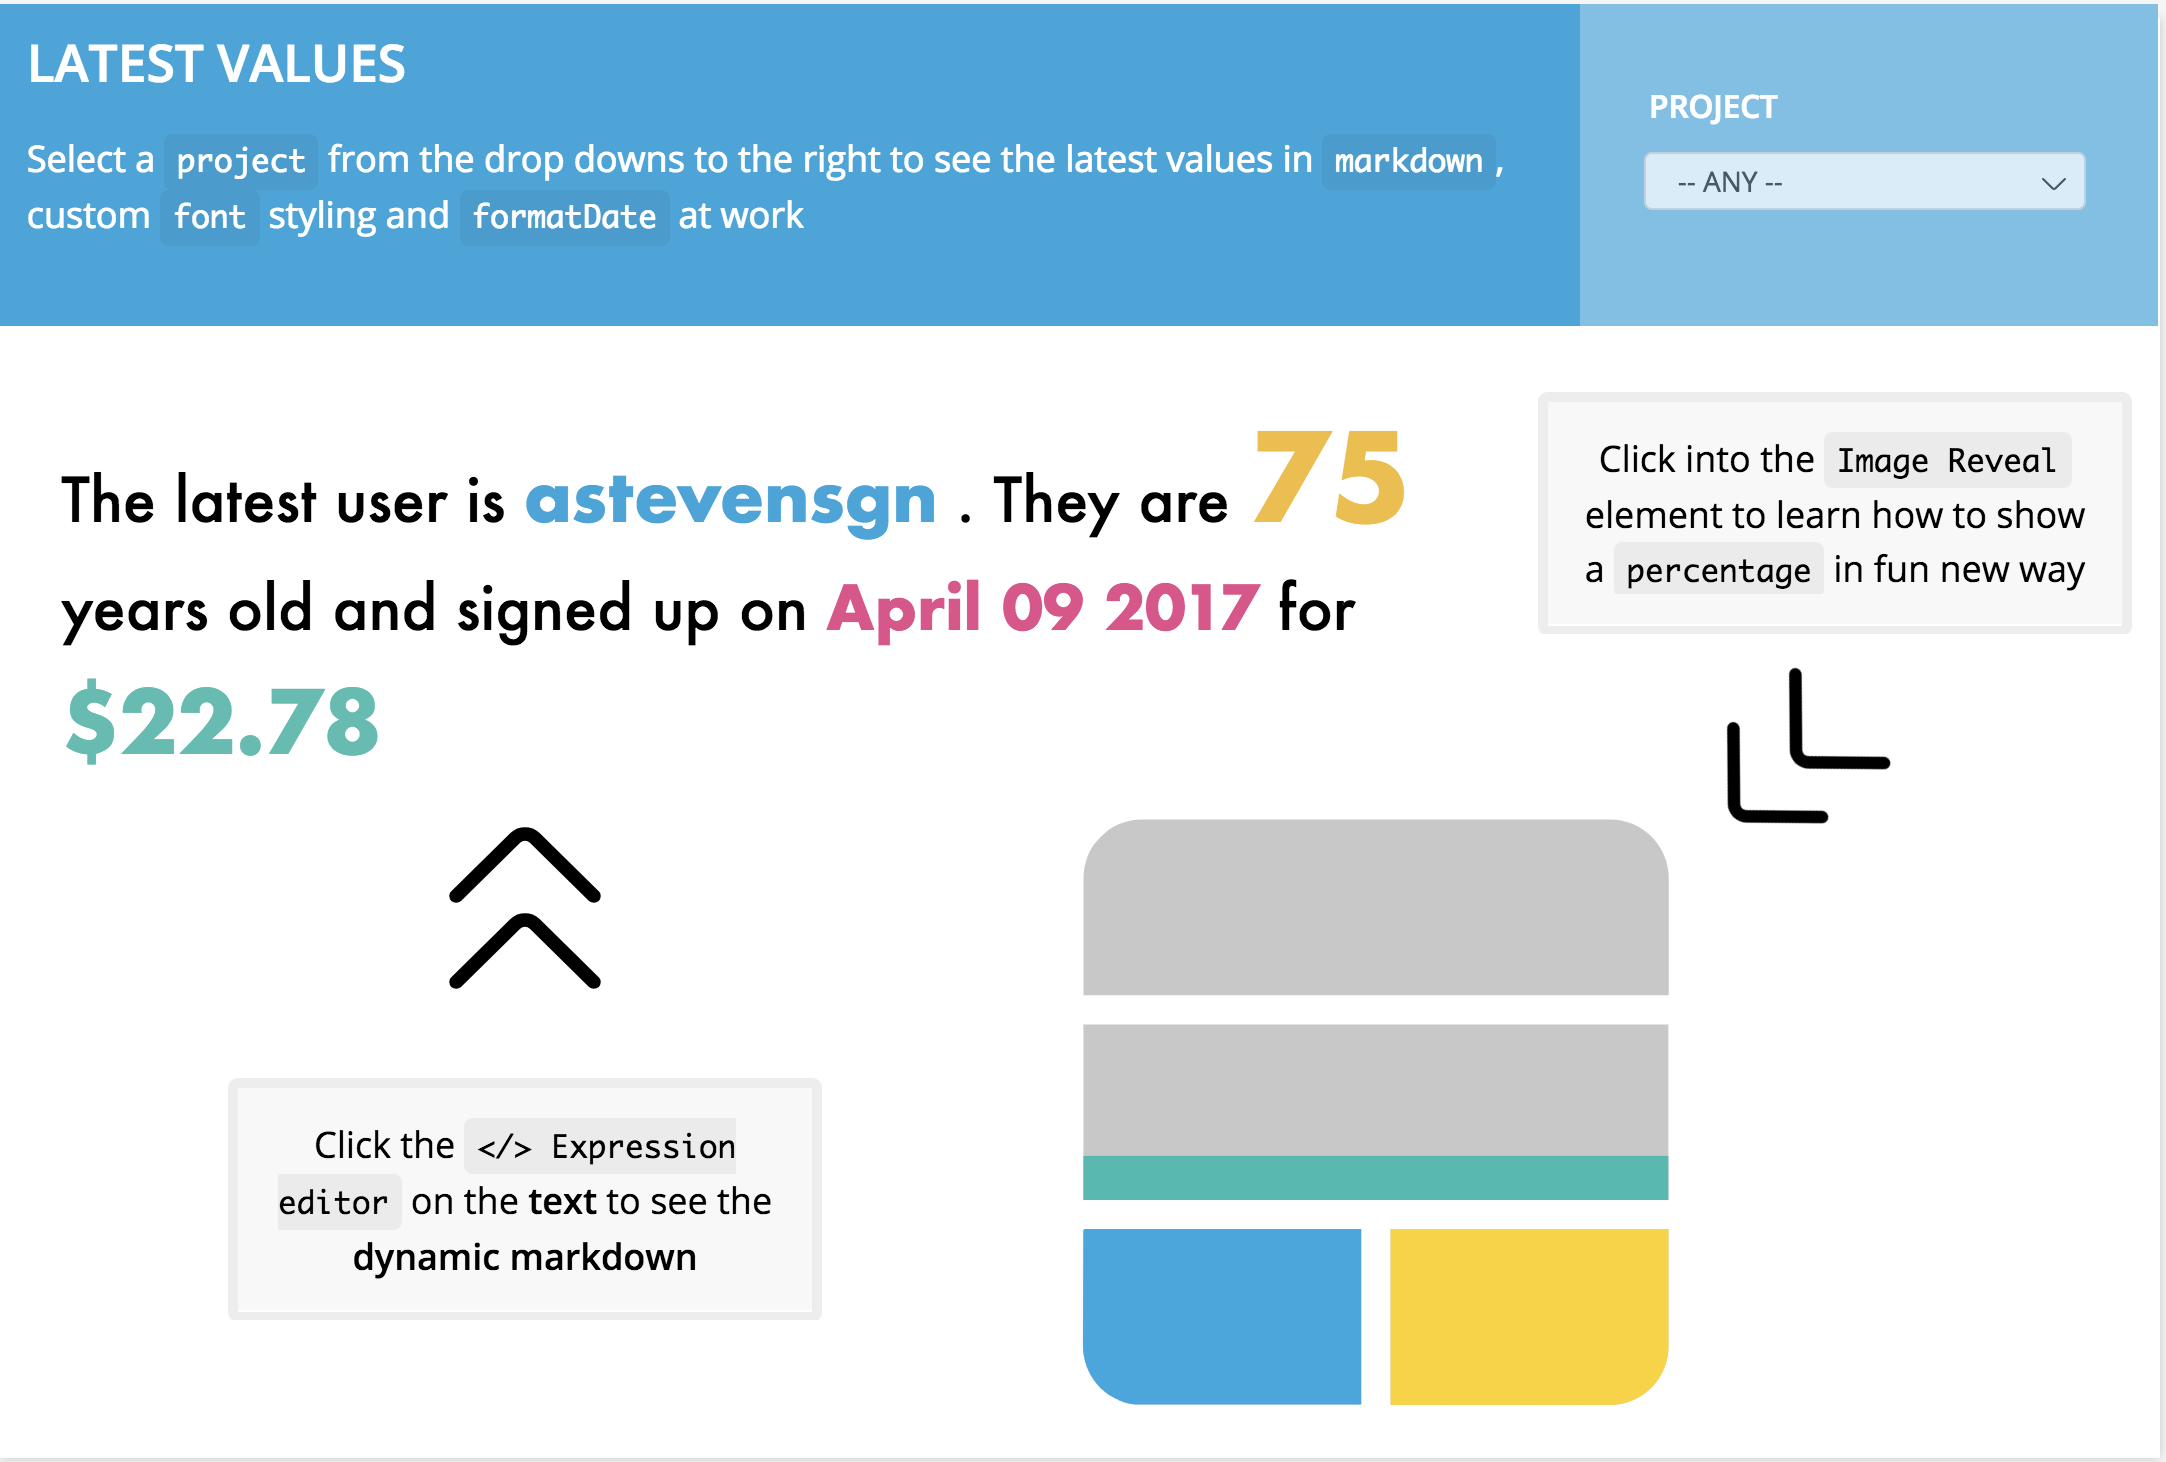 LATEST VALUES
Select a project from the drop downs to the right to see the latest values in markdown ,
custom font styling and formatDate at work
PROJECT
-- ANY --
The latest user is astevensgn . They are 75
years old and signed up on April 09 2017 for
$22.78
Click into the Image Reveal
element to learn how to show
a percentage in fun new way
Click the </> Expression
editor on the text to see the
dynamic markdown